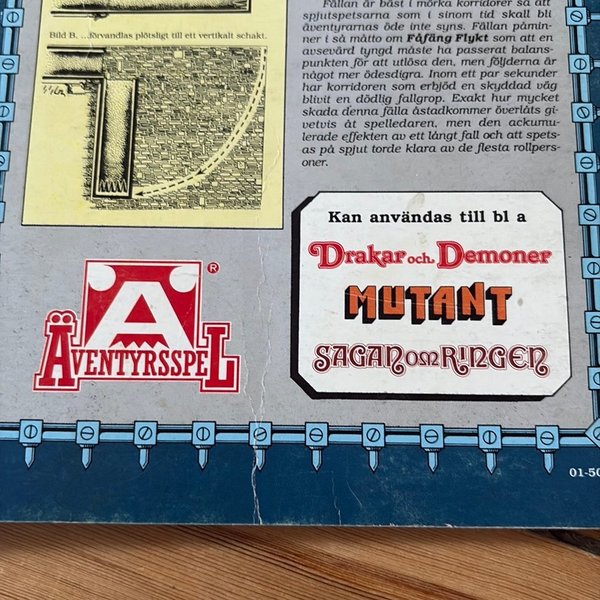 Fällan är bäst i mörka korridorer så att
spjutspetsarna som i sinom tid skall bli
äventyrarnas öde inte syns. Fällan påmin-
ner i så måtto om Fåfäng Flykt som att en
avsevärd tyngd måste ha passerat balans-
punkten för att utlösa den, men följderna är
något mer ödesdigra. Inom ett par sekunder
har korridoren som erbjöd en skyddad väg
blivit en dödlig fallgrop. Exakt hur mycket
skada denna fälla åstadkommer överlåts gi-
vetvis åt spelledaren, men den ackumu-
lerade effekten av ett långt fall och att spets-
as på spjut torde klara av de flesta rollpers-
oner.
Bild B. ...förvandlas plötsligt till ett vertikalt schakt.
Kan användas till bl a
Drakar och Demoner
MUTANT
SAGAN OM RINGEN
A
®
ÄVENTYRSSPEL
01-50